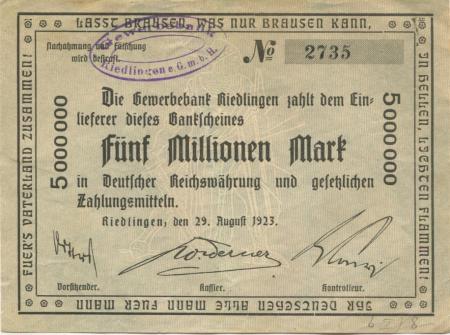 LASST BRAUSEN, WAS NUR BRAUSEN KANN,
Gewerbebank
Riedlingen e.G.m.b.H.
Nachahmung und Fälschung
wird bestraft.
No 2735
5000000
Die Gewerbebank Riedlingen zahlt dem Ein-
lieferer dieses Bankscheines
Fünf Millionen Mark
in Deutscher Reichswährung und gesetzlichen
Zahlungsmitteln.
Riedlingen, den 29. August 1923.
5000000
Vorsitzender.
Kassier.
Kontrolleur.
IN HELLEN, LICHTEN FLAMMEN!
IHR DEUTSCHEN ALLE MANN FUER MANN
FUER'S VATERLAND ZUSAMMEN!